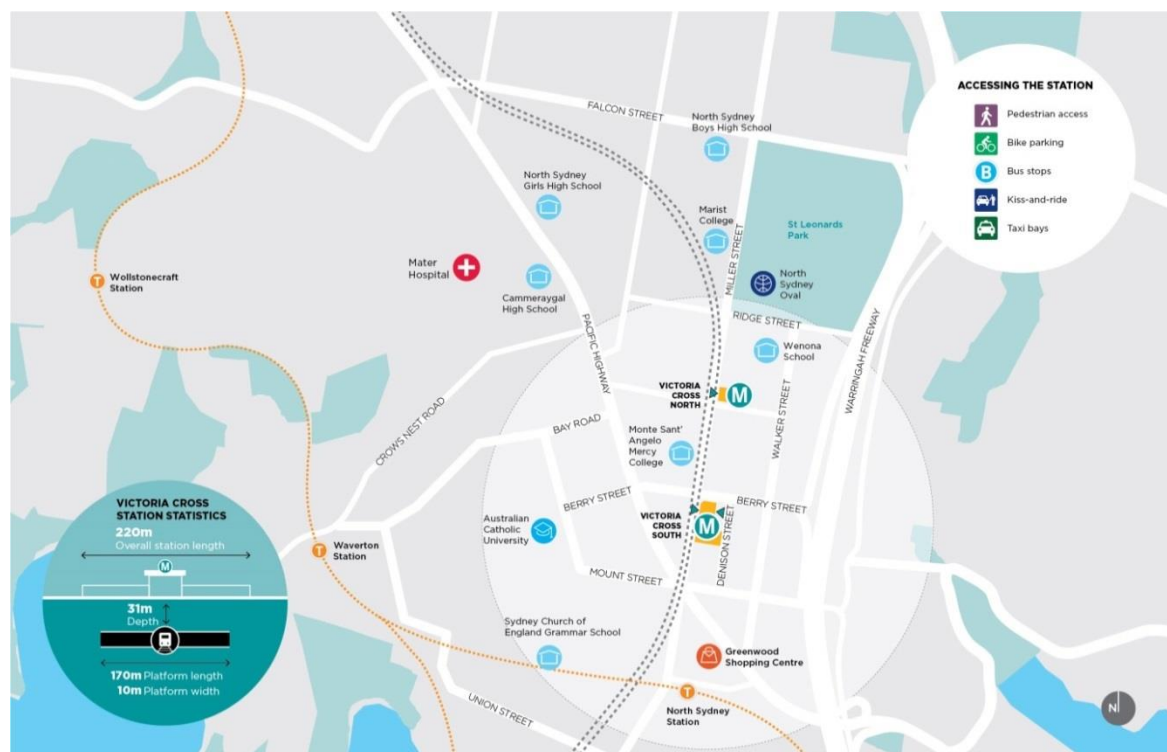 FALCON STREET
North Sydney
Boys High School
ACCESSING THE STATION
Pedestrian access
Bike parking
B
Bus stops
Kiss-and-ride
Taxi bays
North Sydney
Girls High School
Marist
College
St Leonards
Park
MILLER STREET
Mater
Hospital
Cammeraygal
High School
North
Sydney
Oval
T
Wollstonecraft
Station
PACIFIC HIGHWAY
RIDGE STREET
Wenona
School
WARRINGAH FREEWAY
VICTORIA
CROSS
NORTH
M
WALKER STREET
CROWS NEST ROAD
BAY ROAD
Monte Sant'
Angelo
Mercy
College
BERRY STREET
BERRY STREET
VICTORIA
CROSS
SOUTH
M
DENISON STREET
Australian
Catholic
University
T
Waverton
Station
MOUNT STREET
VICTORIA CROSS
STATION STATISTICS
220m
Overall station length
M
31m
Depth
170m Platform length
10m Platform width
Sydney Church of
England Grammar School
Greenwood
Shopping Centre
T
North Sydney
Station
UNION STREET
N